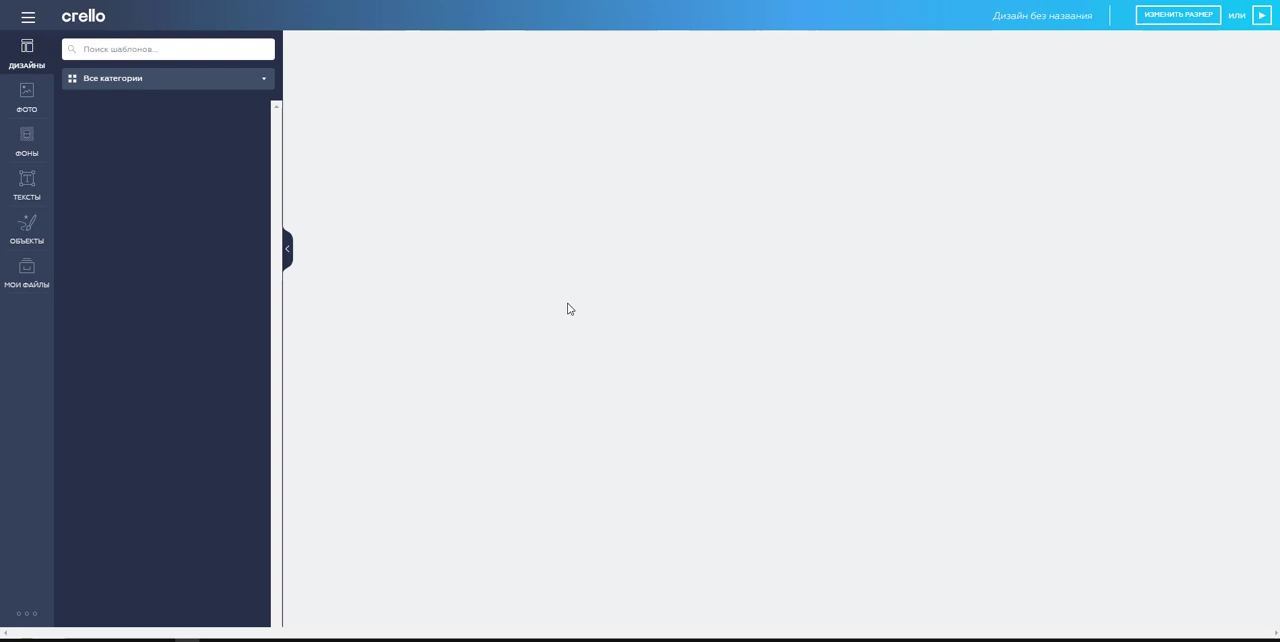 crello
Дизайн без названия
ИЗМЕНИТЬ РАЗМЕР
ИЛИ
ДИЗАЙНЫ
Поиск шаблонов...
Все категории
ФОТО
ФОНЫ
ТЕКСТЫ
ОБЪЕКТЫ
МОИ ФАЙЛЫ